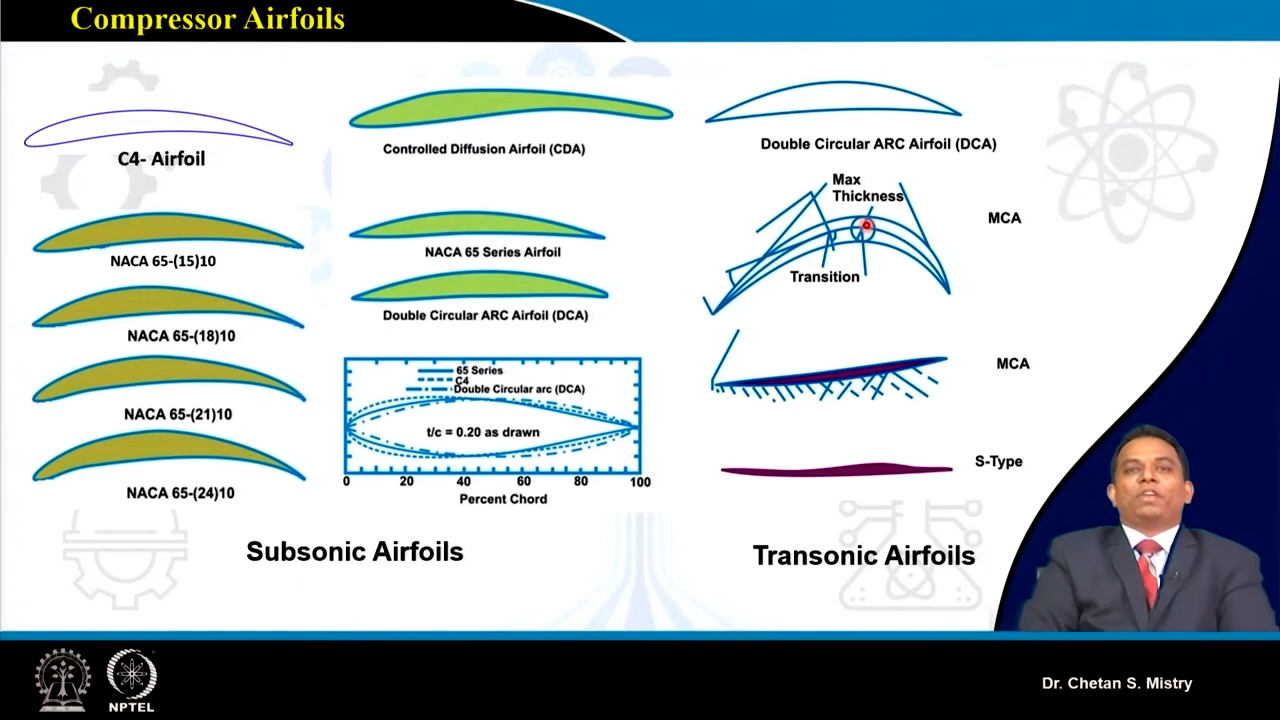 Compressor Airfoils
C4- Airfoil
NACA 65-(15)10
NACA 65-(18)10
NACA 65-(21)10
NACA 65-(24)10
Controlled Diffusion Airfoil (CDA)
NACA 65 Series Airfoil
Double Circular ARC Airfoil (DCA)
65 Series
C4
Double Circular arc (DCA)
t/c = 0.20 as drawn
0 20 40 60 80 100
Percent Chord
Subsonic Airfoils
Double Circular ARC Airfoil (DCA)
Max
Thickness
MCA
Transition
MCA
S-Type
Transonic Airfoils
NPTEL
Dr. Chetan S. Mistry